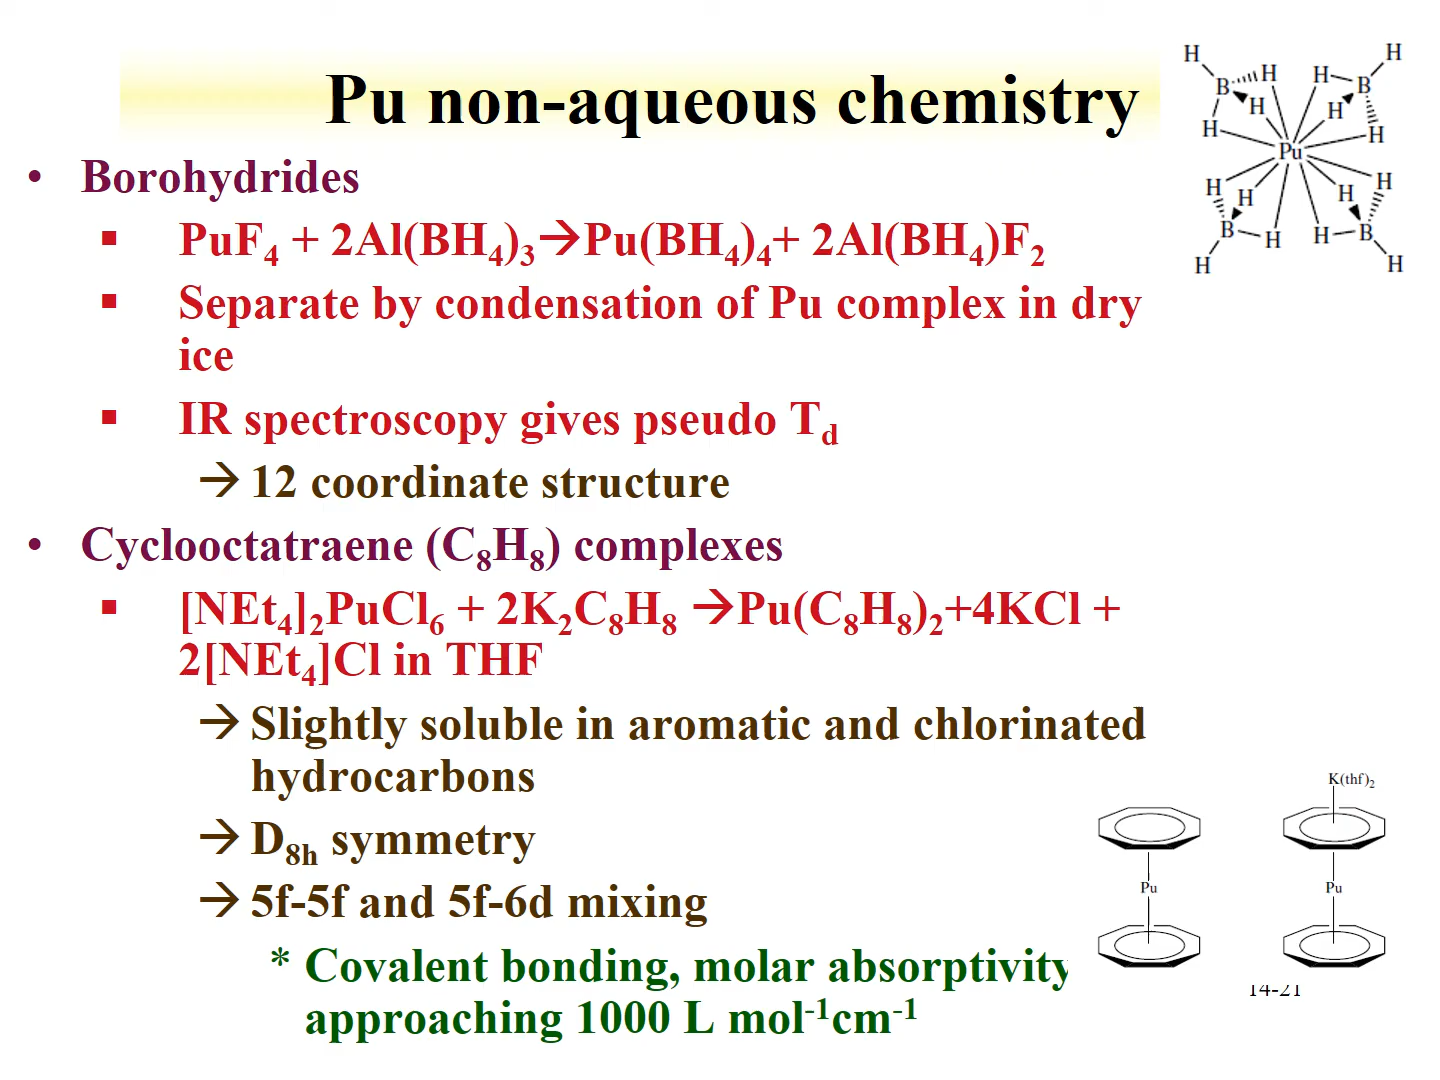 Pu non-aqueous chemistry
• Borohydrides
▪ PuF₄ + 2Al(BH₄)₃→Pu(BH₄)₄+ 2Al(BH₄)F₂
▪ Separate by condensation of Pu complex in dry
ice
▪ IR spectroscopy gives pseudo T_d
→ 12 coordinate structure
• Cyclooctatraene (C₈H₈) complexes
▪ [NEt₄]₂PuCl₆ + 2K₂C₈H₈ →Pu(C₈H₈)₂+4KCl +
2[NEt₄]Cl in THF
→ Slightly soluble in aromatic and chlorinated
hydrocarbons
→ D₈ₕ symmetry
→ 5f-5f and 5f-6d mixing
* Covalent bonding, molar absorptivity
approaching 1000 L mol⁻¹cm⁻¹
H H
B H H B
H H
H H
Pu
H H
H H
B H H B
H H
K(thf)₂
Pu Pu
14-21